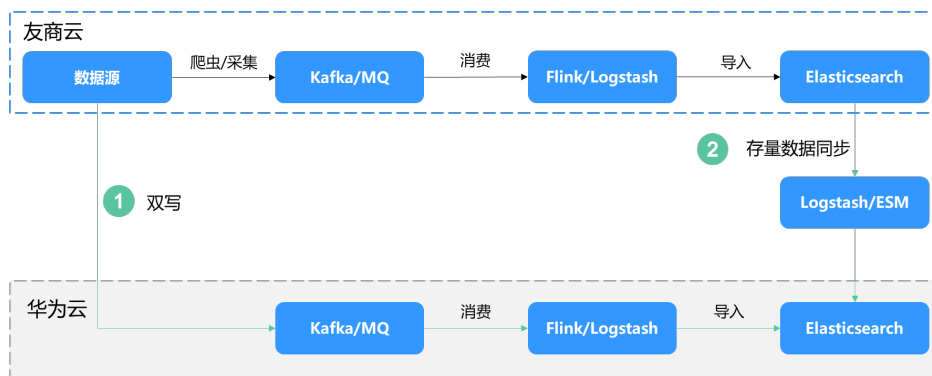 友商云
数据源
爬虫/采集
Kafka/MQ
消费
Flink/Logstash
导入
Elasticsearch
1
双写
2
存量数据同步
Logstash/ESM
华为云
Kafka/MQ
消费
Flink/Logstash
导入
Elasticsearch